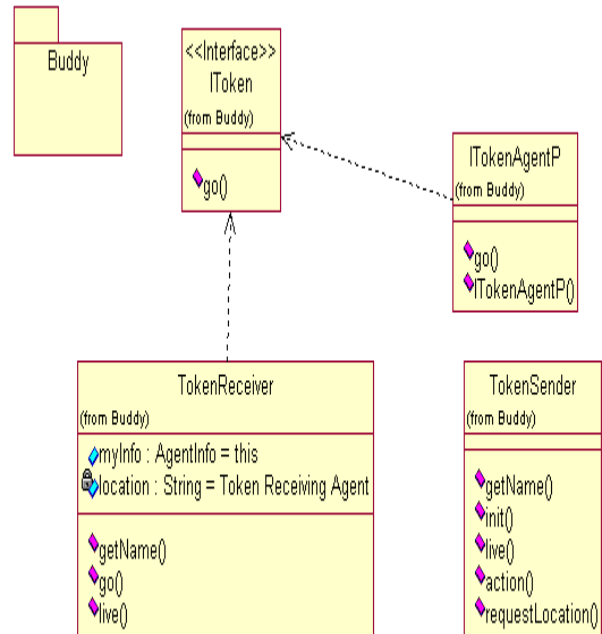 Buddy
<<Interface>>
IToken
(from Buddy)
go()
ITokenAgentP
(from Buddy)
go()
ITokenAgentP()
TokenReceiver
(from Buddy)
myInfo : AgentInfo = this
location : String = Token Receiving Agent
getName()
go()
live()
TokenSender
(from Buddy)
getName()
init()
live()
action()
requestLocation()